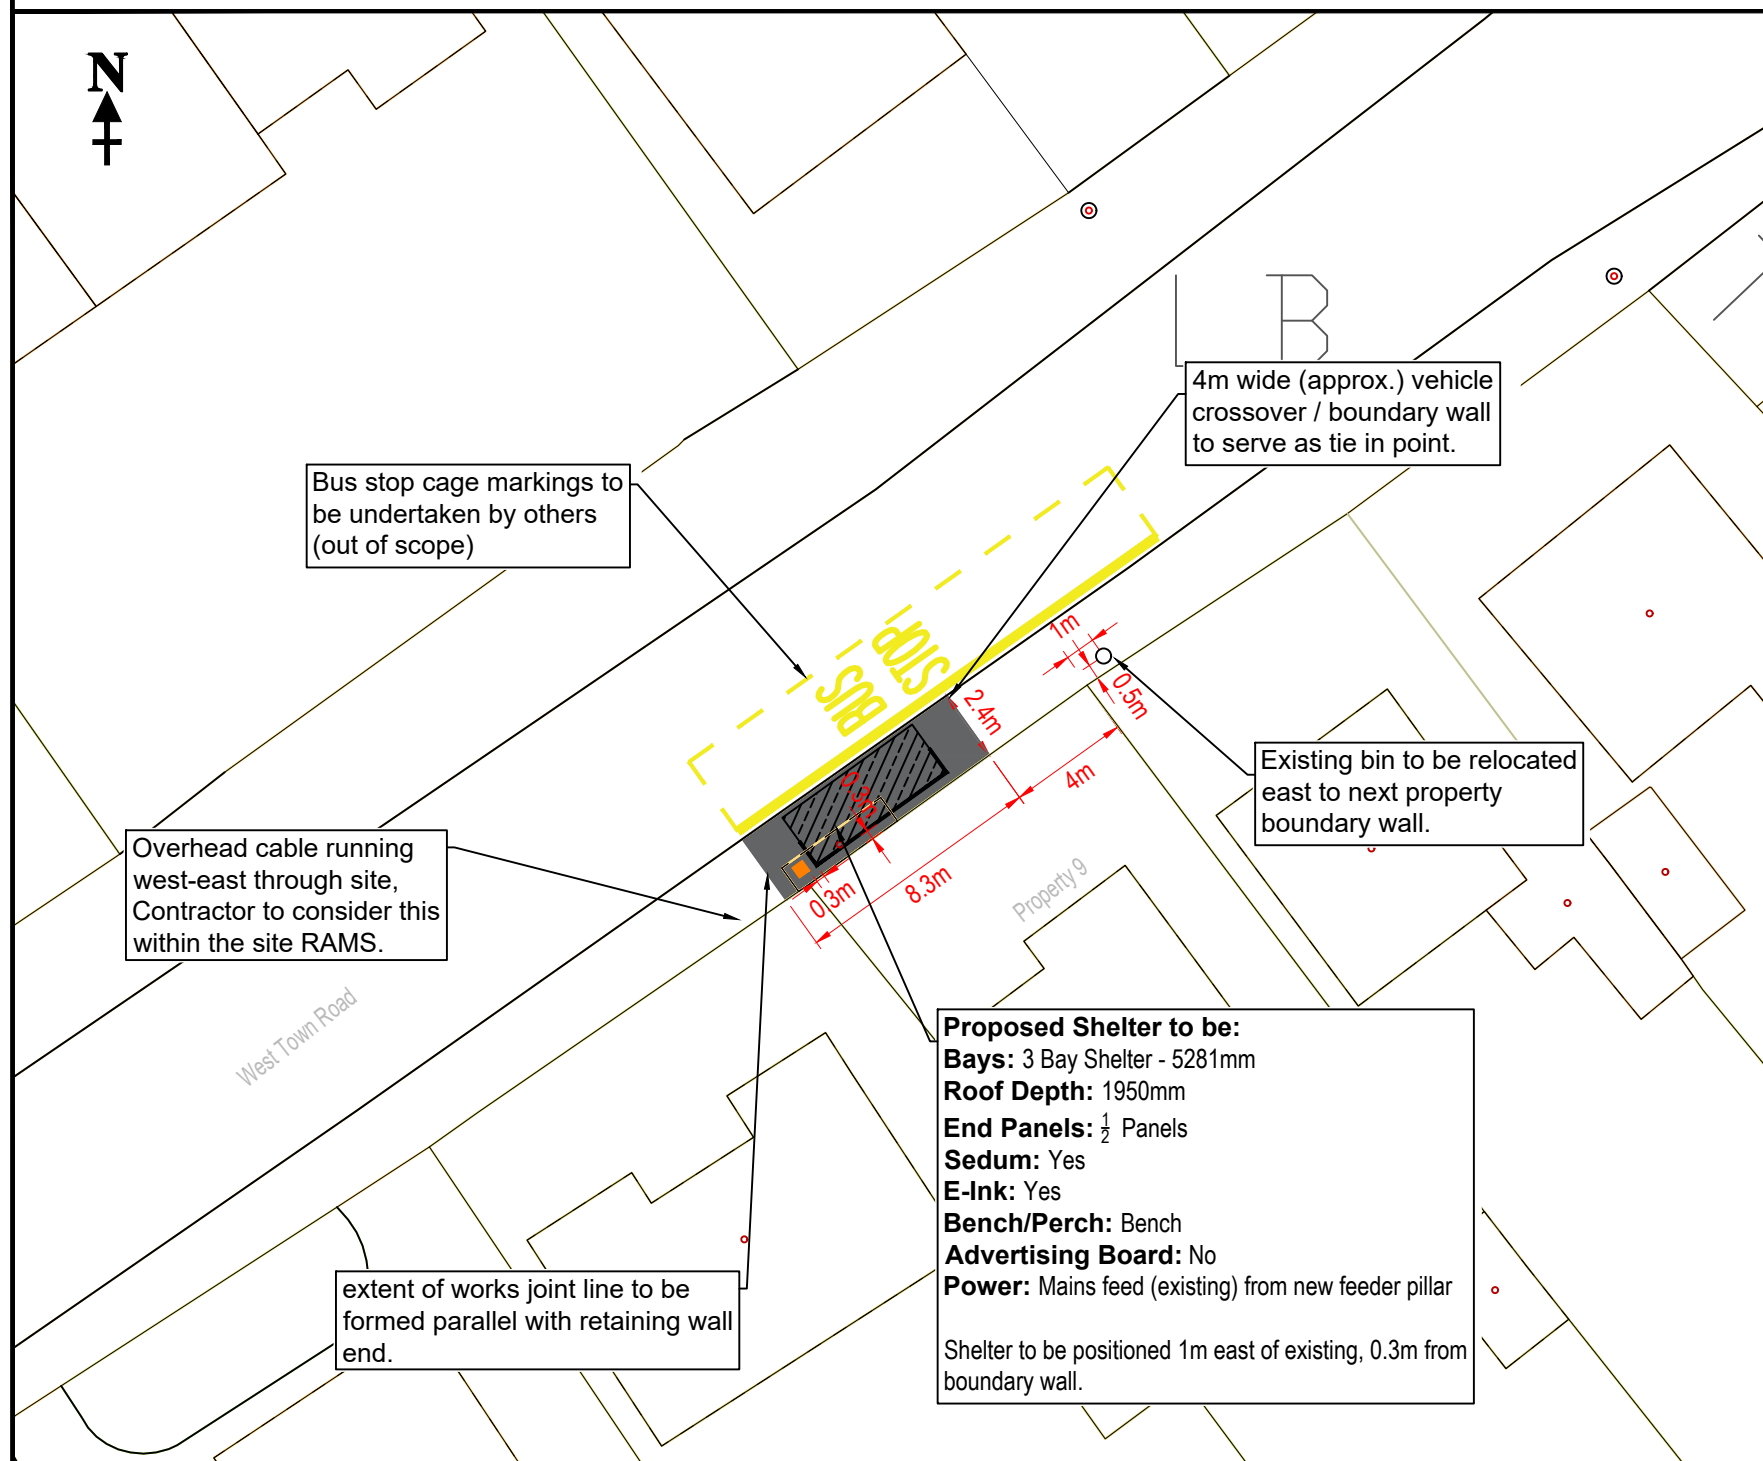 N
L B
4m wide (approx.) vehicle
crossover / boundary wall
to serve as tie in point.
Bus stop cage markings to
be undertaken by others
(out of scope)
BUS
STOP
1m
0.5m
2.4m
4m
0.3m
0.3m
8.3m
Existing bin to be relocated
east to next property
boundary wall.
Overhead cable running
west-east through site,
Contractor to consider this
within the site RAMS.
Property 9
West Town Road
Proposed Shelter to be:
Bays: 3 Bay Shelter - 5281mm
Roof Depth: 1950mm
End Panels: ½ Panels
Sedum: Yes
E-Ink: Yes
Bench/Perch: Bench
Advertising Board: No
Power: Mains feed (existing) from new feeder pillar
Shelter to be positioned 1m east of existing, 0.3m from
boundary wall.
extent of works joint line to be
formed parallel with retaining wall
end.